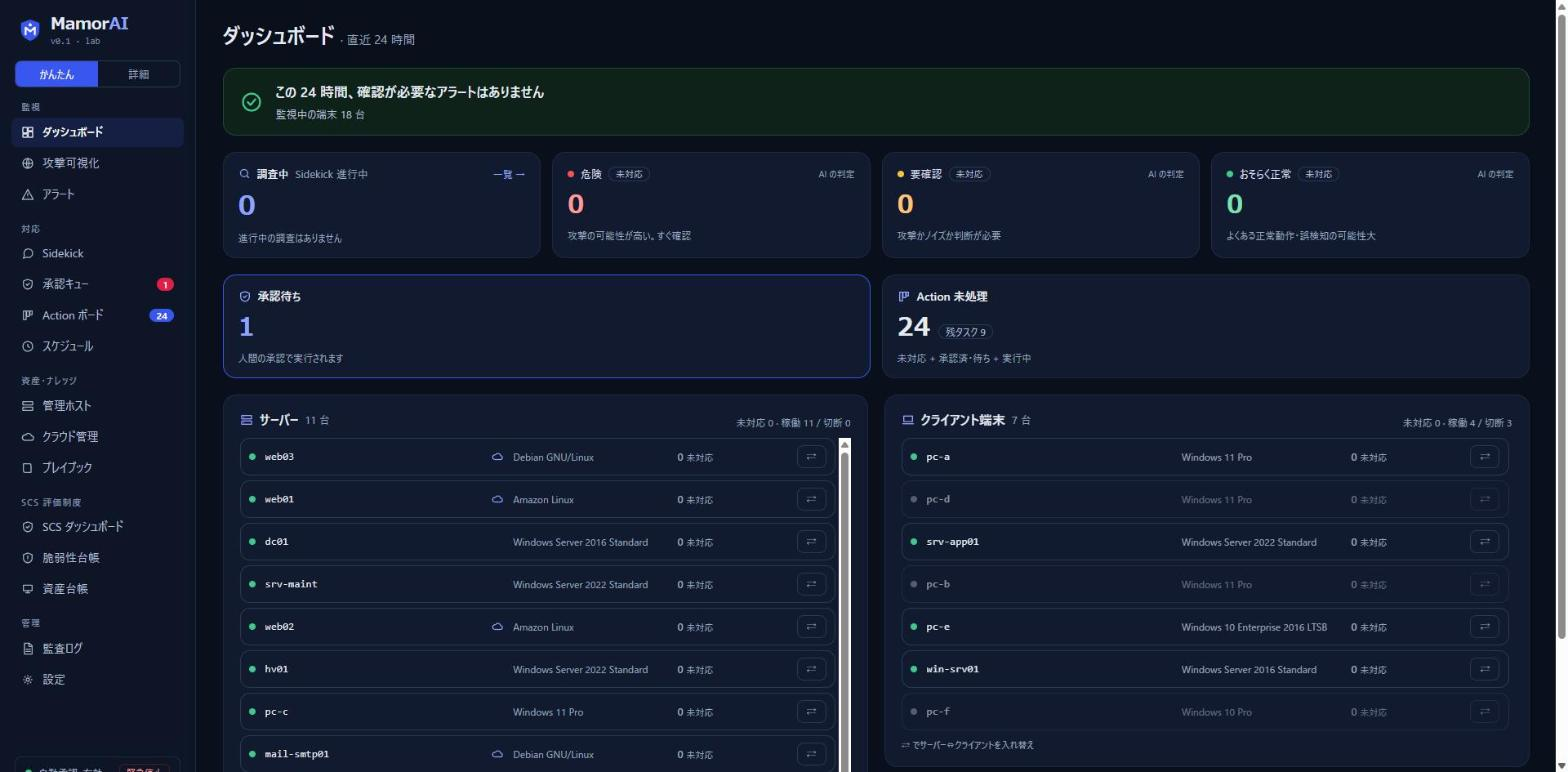 MamorAI
v0.1 · lab
かんたん 詳細
監視
ダッシュボード
攻撃可視化
アラート
対応
Sidekick
承認キュー 1
Action ボード 24
スケジュール
資産・ナレッジ
管理ホスト
クラウド管理
プレイブック
SCS 評価制度
SCS ダッシュボード
脆弱性台帳
資産台帳
管理
監査ログ
設定
ダッシュボード · 直近 24 時間
この 24 時間、確認が必要なアラートはありません
監視中の端末 18 台
調査中 Sidekick 進行中 一覧 →
0
進行中の調査はありません
危険 未対応 AI の判定
0
攻撃の可能性が高い。すぐ確認
要確認 未対応 AI の判定
0
攻撃かノイズか判断が必要
おそらく正常 未対応 AI の判定
0
よくある正常動作・誤検知の可能性大
承認待ち
1
人間の承認で実行されます
Action 未処理
24 残タスク 9
未対応 + 承認済・待ち + 実行中
サーバー 11 台 未対応 0 · 稼働 11 / 切断 0
web03 Debian GNU/Linux 0 未対応 ⇄
web01 Amazon Linux 0 未対応 ⇄
dc01 Windows Server 2016 Standard 0 未対応 ⇄
srv-maint Windows Server 2022 Standard 0 未対応 ⇄
web02 Amazon Linux 0 未対応 ⇄
hv01 Windows Server 2022 Standard 0 未対応 ⇄
pc-c Windows 11 Pro 0 未対応 ⇄
mail-smtp01 Debian GNU/Linux 0 未対応 ⇄
クライアント端末 7 台 未対応 0 · 稼働 4 / 切断 3
pc-a Windows 11 Pro 0 未対応 ⇄
pc-d Windows 11 Pro 0 未対応 ⇄
srv-app01 Windows Server 2022 Standard 0 未対応 ⇄
pc-b Windows 11 Pro 0 未対応 ⇄
pc-e Windows 10 Enterprise 2016 LTSB 0 未対応 ⇄
win-srv01 Windows Server 2016 Standard 0 未対応 ⇄
pc-f Windows 10 Pro 0 未対応 ⇄
⇄ でサーバー⇔クライアントを入れ替え